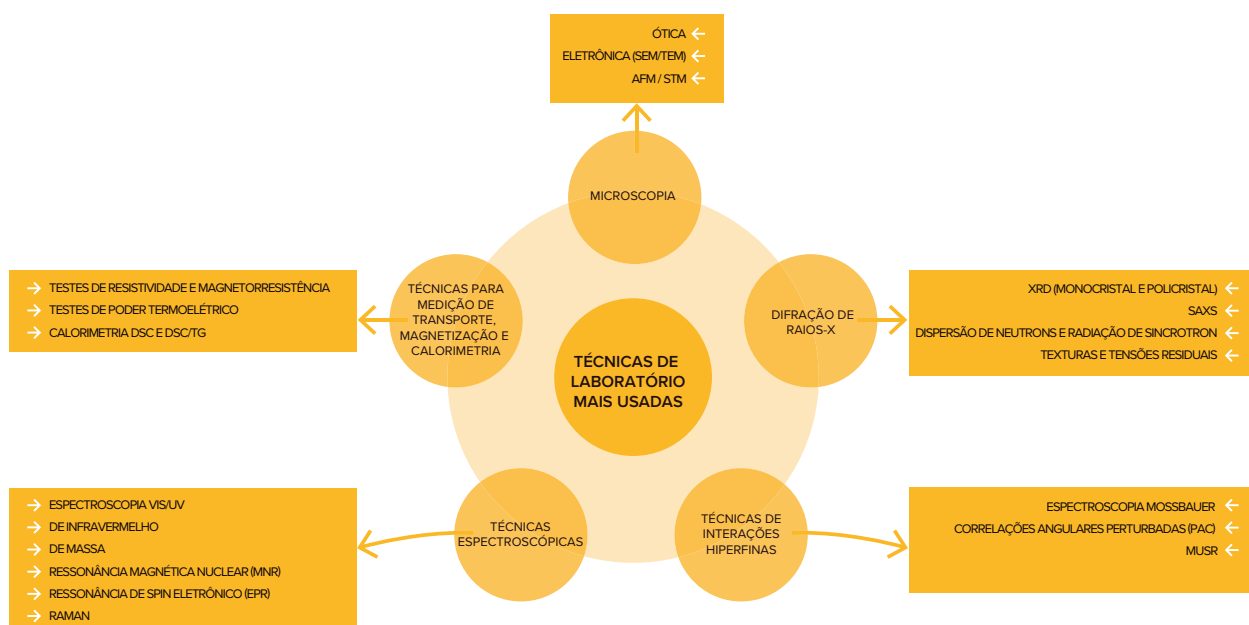 ÓTICA
ELETRÔNICA (SEM/TEM)
AFM / STM
MICROSCOPIA
TESTES DE RESISTIVIDADE E MAGNETORRESISTÊNCIA
TESTES DE PODER TERMOELÉTRICO
CALORIMETRIA DSC E DSC/TG
TÉCNICAS PARA
MEDIÇÃO DE
TRANSPORTE,
MAGNETIZAÇÃO E
CALORIMETRIA
DIFRAÇÃO DE
RAIOS-X
XRD (MONOCRISTAL E POLICRISTAL)
SAXS
DISPERSÃO DE NEUTRONS E RADIAÇÃO DE SINCROTRON
TEXTURAS E TENSÕES RESIDUAIS
TÉCNICAS DE
LABORATÓRIO
MAIS USADAS
ESPECTROSCOPIA VIS/UV
DE INFRAVERMELHO
DE MASSA
RESSONÂNCIA MAGNÉTICA NUCLEAR (MNR)
RESSONÂNCIA DE SPIN ELETRÔNICO (EPR)
RAMAN
TÉCNICAS
ESPECTROSCÓPICAS
TÉCNICAS DE
INTERAÇÕES
HIPERFINAS
ESPECTROSCOPIA MOSSBAUER
CORRELAÇÕES ANGULARES PERTURBADAS (PAC)
MUSR